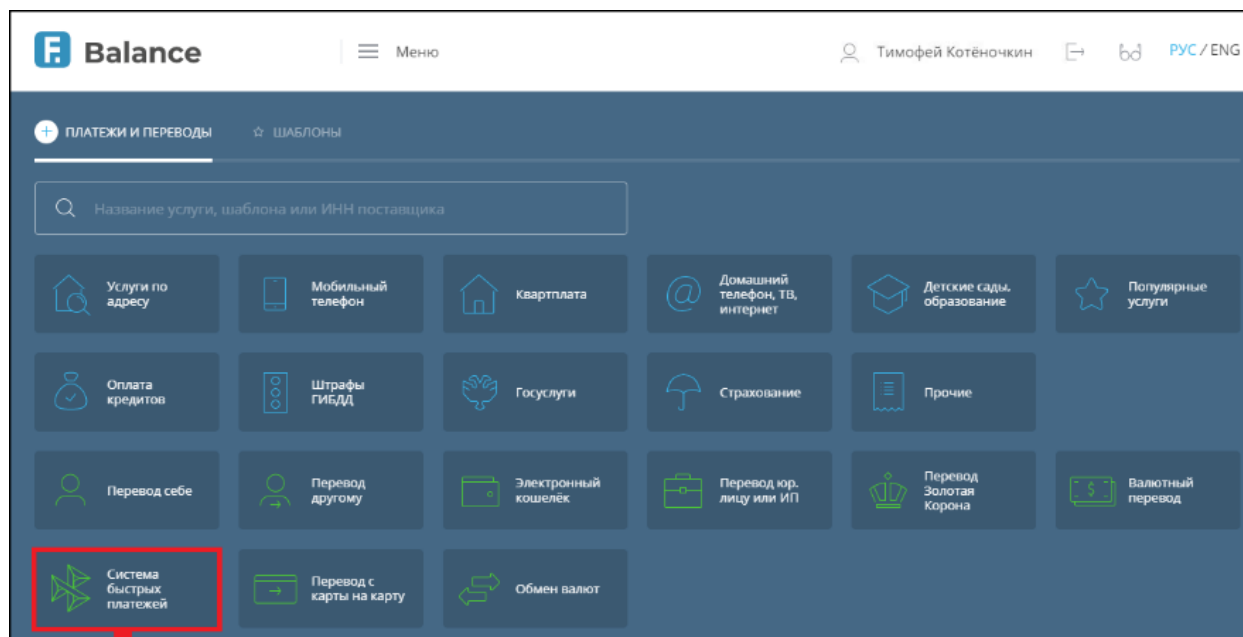 F. Balance
Меню
Тимофей Котёночкин
РУС / ENG
ПЛАТЕЖИ И ПЕРЕВОДЫ
ШАБЛОНЫ
Название услуги, шаблона или ИНН поставщика
Услуги по
адресу
Мобильный
телефон
Квартплата
Домашний
телефон, ТВ,
интернет
Детские сады,
образование
Популярные
услуги
Оплата
кредитов
Штрафы
ГИБДД
Госуслуги
Страхование
Прочие
Перевод себе
Перевод
другому
Электронный
кошелёк
Перевод юр.
лицу или ИП
Перевод
Золотая
Корона
Валютный
перевод
Система
быстрых
платежей
Перевод с
карты на карту
Обмен валют